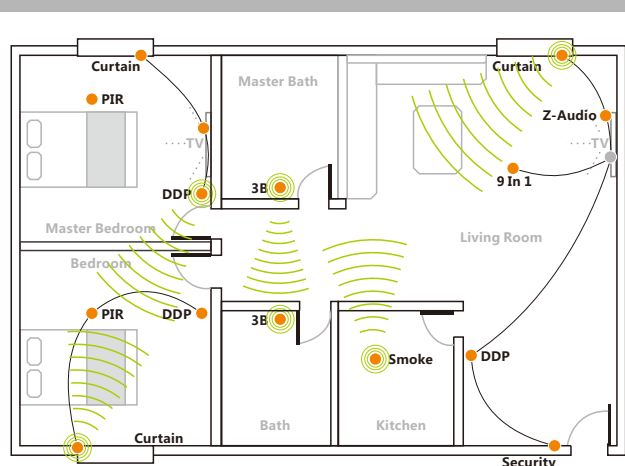 Curtain
Curtain
Master Bath
PIR
Z-Audio
TV
TV
9 In 1
3B
DDP
Master Bedroom
Living Room
Bedroom
PIR
DDP
3B
Smoke
DDP
Bath
Kitchen
Curtain
Security